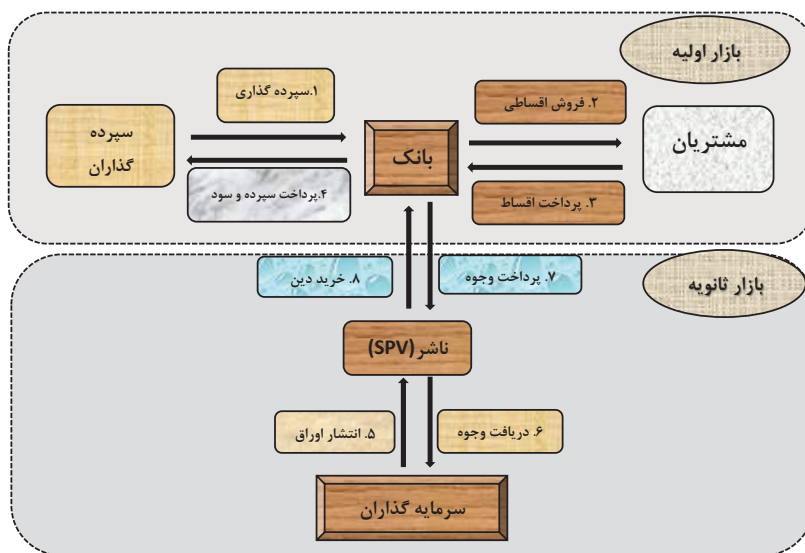 بازار اولیه
۱.سپرده گذاری
۲. فروش اقساطی
سپرده
گذاران
بانک
مشتریان
۴.پرداخت سپرده و سود
۳. پرداخت اقساط
بازار ثانویه
۸. خرید دین
۷. پرداخت وجوه
ناشر(SPV)
۵. انتشار اوراق
۶. دریافت وجوه
سرمایه گذاران